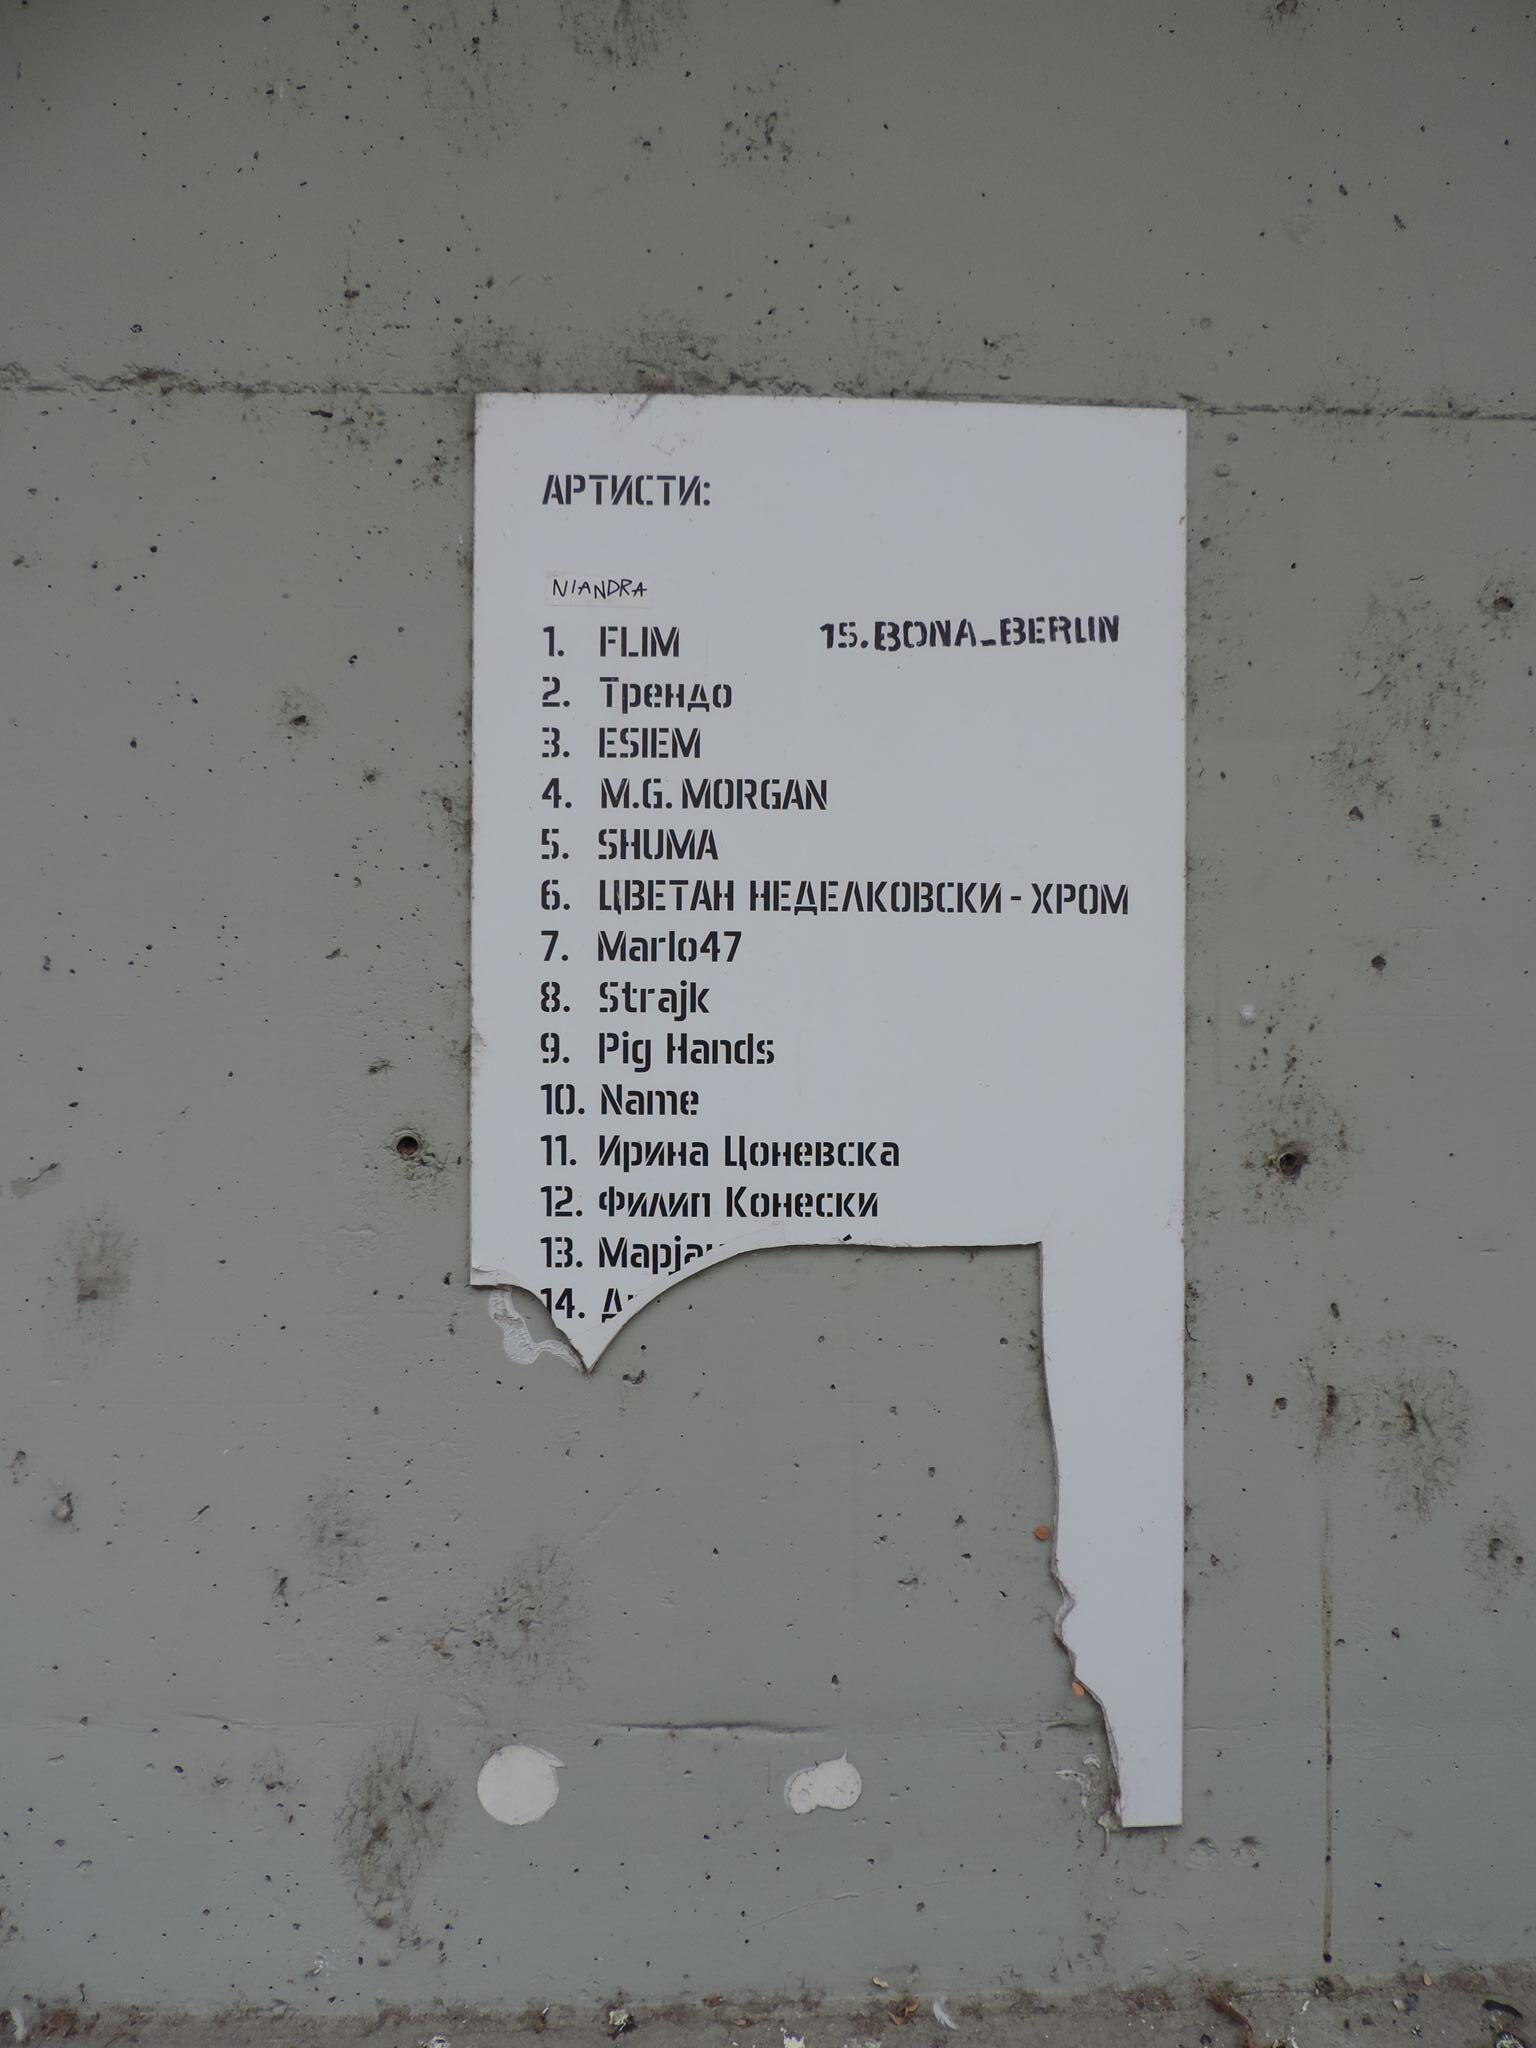 АРТИСТИ:
NIANDRA
1. FLIM
2. Трендо
3. ESIEM
4. M.G. MORGAN
5. SHUMA
6. ЦВЕТАН НЕДЕЛКОВСКИ - ХРОМ
7. Marlo47
8. Strajk
9. Pig Hands
10. Name
11. Ирина Цоневска
12. Филип Конески
13.
14.
15.BONA_BERLIN